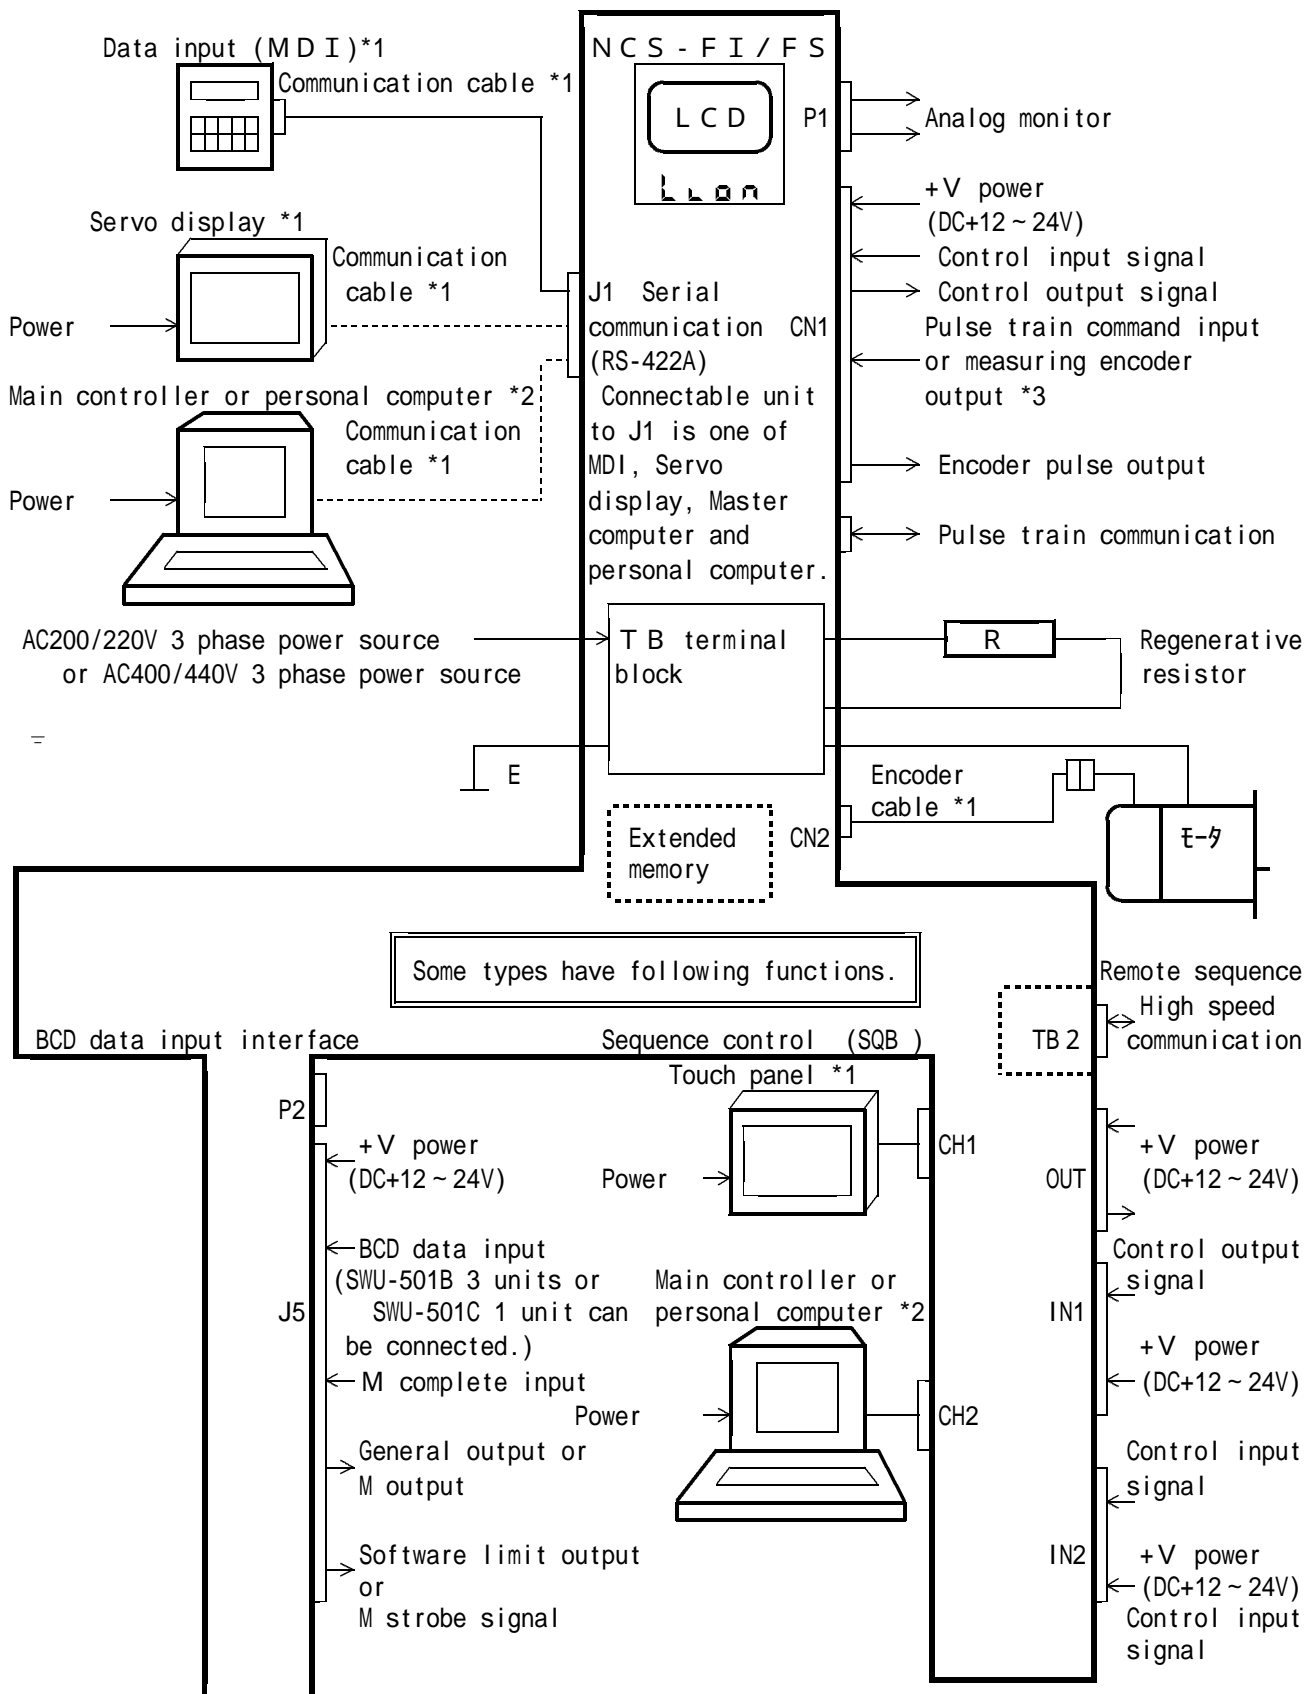 Data input (ＭＤＩ)*1
Communication cable *1
ＮＣＳ-ＦＩ/ＦＳ
ＬＣＤ
P1
Analog monitor
+Ｖ power
(DC+12～24V)
Control input signal
Control output signal
Pulse train command input
or measuring encoder
output *3
Encoder pulse output
Pulse train communication
Servo display *1
Communication
cable *1
Power
Main controller or personal computer *2
Communication
cable *1
Power
J1 Serial
communication CN1
(RS-422A)
Connectable unit
to J1 is one of
MDI, Servo
display, Master
computer and
personal computer.
AC200/220V 3 phase power source
or AC400/440V 3 phase power source
ＴＢ terminal
block
R
Regenerative
resistor
E
Encoder
cable *1
CN2
ﾓｰﾀ
Extended
memory
Some types have following functions.
Remote sequence
High speed
communication
TB2
BCD data input interface
Sequence control (SQB )
Touch panel *1
P2
+Ｖ power
(DC+12～24V)
Power
CH1
OUT
+Ｖ power
(DC+12～24V)
BCD data input
(SWU-501B 3 units or
SWU-501C 1 unit can
be connected.)
J5
M complete input
General output or
M output
Software limit output
or
M strobe signal
Main controller or
personal computer *2
Power
CH2
Control output
signal
IN1
+Ｖ power
(DC+12～24V)
Control input
signal
IN2
+Ｖ power
(DC+12～24V)
Control input
signal